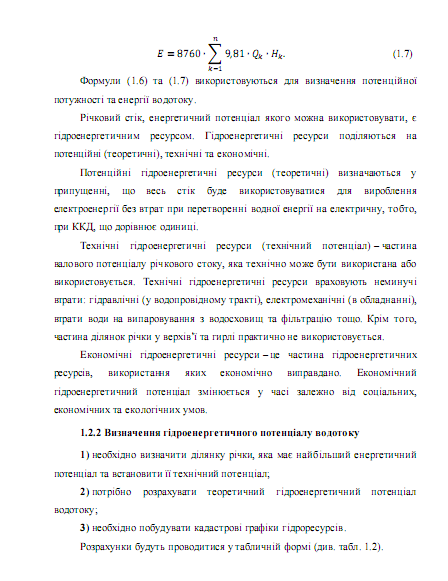 E = 8760 · ∑ₖ₌₁ⁿ 9,81 · Qₖ · Hₖ. (1.7)
Формули (1.6) та (1.7) використовуються для визначення потенційної
потужності та енергії водотоку.
Річковий стік, енергетичний потенціал якого можна використовувати, є
гідроенергетичним ресурсом. Гідроенергетичні ресурси поділяються на
потенційні (теоретичні), технічні та економічні.
Потенційні гідроенергетичні ресурси (теоретичні) визначаються у
припущенні, що весь стік буде використовуватися для вироблення
електроенергії без втрат при перетворенні водної енергії на електричну, тобто,
при ККД, що дорівнює одиниці.
Технічні гідроенергетичні ресурси (технічний потенціал) – частина
валового потенціалу річкового стоку, яка технічно може бути використана або
використовується. Технічні гідроенергетичні ресурси враховують неминучі
втрати: гідравлічні (у водопровідному тракті), електромеханічні (в обладнанні),
втрати води на випаровування з водосховищ та фільтрацію тощо. Крім того,
частина ділянок річки у верхів'ї та гирлі практично не використовується.
Економічні гідроенергетичні ресурси – це частина гідроенергетичних
ресурсів, використання яких економічно виправдано. Економічний
гідроенергетичний потенціал змінюється у часі залежно від соціальних,
економічних та екологічних умов.
1.2.2 Визначення гідроенергетичного потенціалу водотоку
1) необхідно визначити ділянку річки, яка має найбільший енергетичний
потенціал та встановити її технічний потенціал;
2) потрібно розрахувати теоретичний гідроенергетичний потенціал
водотоку;
3) необхідно побудувати кадастрові графіки гідроресурсів.
Розрахунки будуть проводитися у табличній формі (див. табл. 1.2).